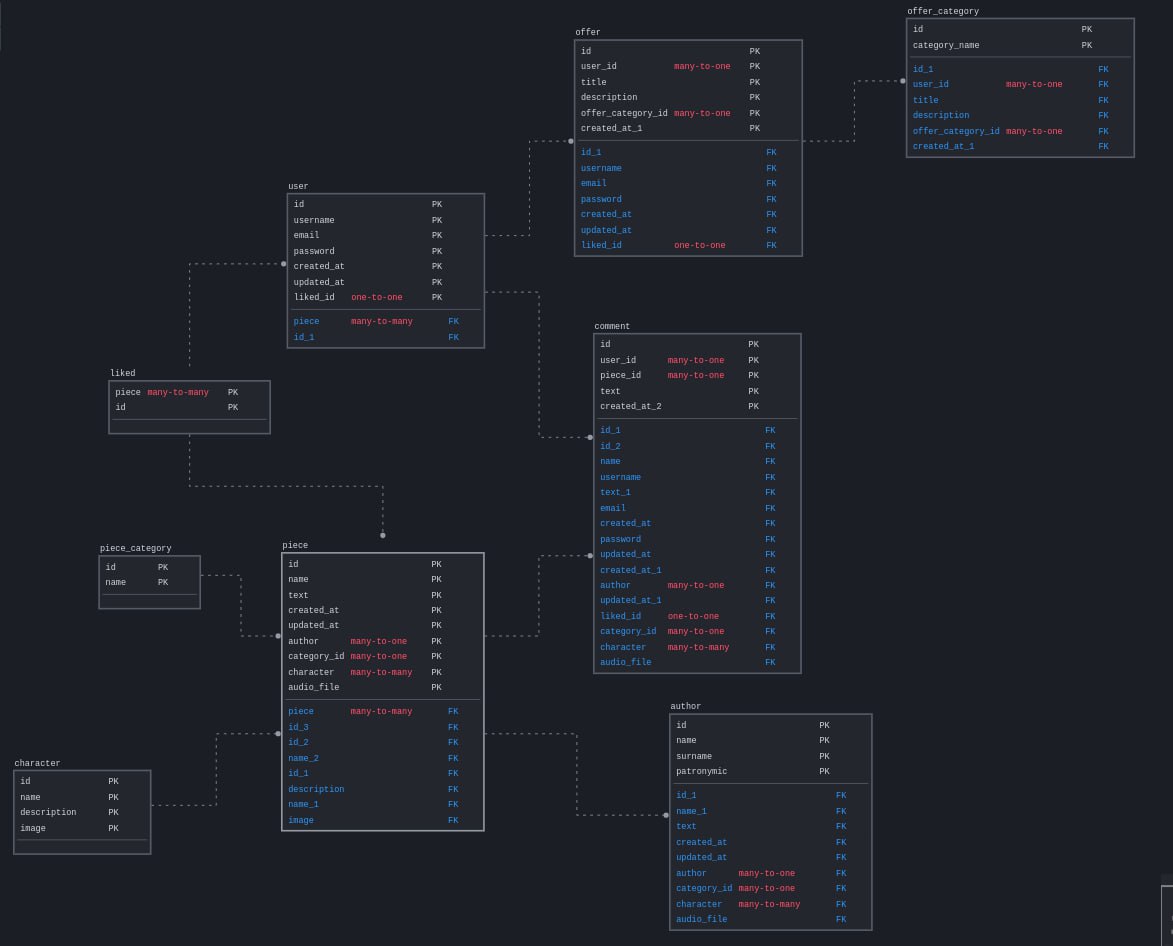 offer_category
id PK
category_name PK
id_1 FK
user_id many-to-one FK
title FK
description FK
offer_category_id many-to-one FK
created_at_1 FK
offer
id PK
user_id many-to-one PK
title PK
description PK
offer_category_id many-to-one PK
created_at_1 PK
id_1 FK
username FK
email FK
password FK
created_at FK
updated_at FK
liked_id one-to-one FK
user
id PK
username PK
email PK
password PK
created_at PK
updated_at PK
liked_id one-to-one PK
piece many-to-many FK
id_1 FK
comment
id PK
user_id many-to-one PK
piece_id many-to-one PK
text PK
created_at_2 PK
id_1 FK
id_2 FK
name FK
username FK
text_1 FK
email FK
created_at FK
password FK
updated_at FK
created_at_1 FK
author many-to-one FK
updated_at_1 FK
liked_id one-to-one FK
category_id many-to-one FK
character many-to-many FK
audio_file FK
liked
piece many-to-many PK
id PK
piece_category
id PK
name PK
piece
id PK
name PK
text PK
created_at PK
updated_at PK
author many-to-one PK
category_id many-to-one PK
character many-to-many PK
audio_file PK
piece many-to-many FK
id_3 FK
id_2 FK
name_2 FK
id_1 FK
description FK
name_1 FK
image FK
author
id PK
name PK
surname PK
patronymic PK
id_1 FK
name_1 FK
text FK
created_at FK
updated_at FK
author many-to-one FK
category_id many-to-one FK
character many-to-many FK
audio_file FK
character
id PK
name PK
description PK
image PK